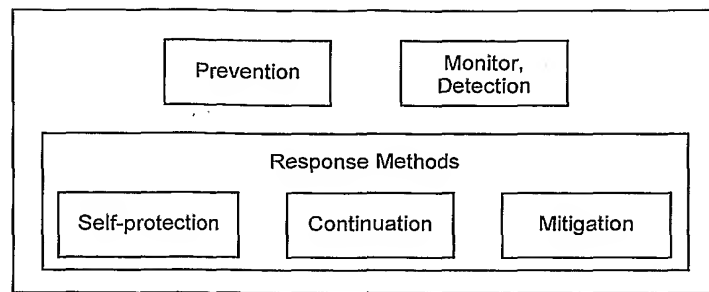 Prevention
Monitor,
Detection
Response Methods
Self-protection
Continuation
Mitigation